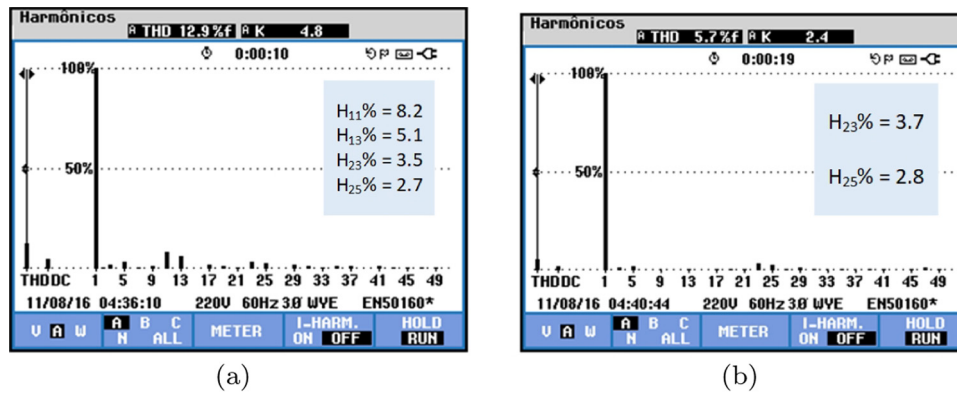 Harmônicos
A THD 12.9%f A K 4.8
0:00:10
100%
50%
H11% = 8.2
H13% = 5.1
H23% = 3.5
H25% = 2.7
THDDC 1 5 9 13 17 21 25 29 33 37 41 45 49
11/08/16 04:36:10 220V 60Hz 3Ø WYE EN50160*
V A W A B C N ALL METER I-HARM. ON OFF HOLD RUN
(a)
Harmônicos
A THD 5.7%f A K 2.4
0:00:19
100%
50%
H23% = 3.7
H25% = 2.8
THDDC 1 5 9 13 17 21 25 29 33 37 41 45 49
11/08/16 04:40:44 220V 60Hz 3Ø WYE EN50160*
V A W A B C N ALL METER I-HARM. ON OFF HOLD RUN
(b)